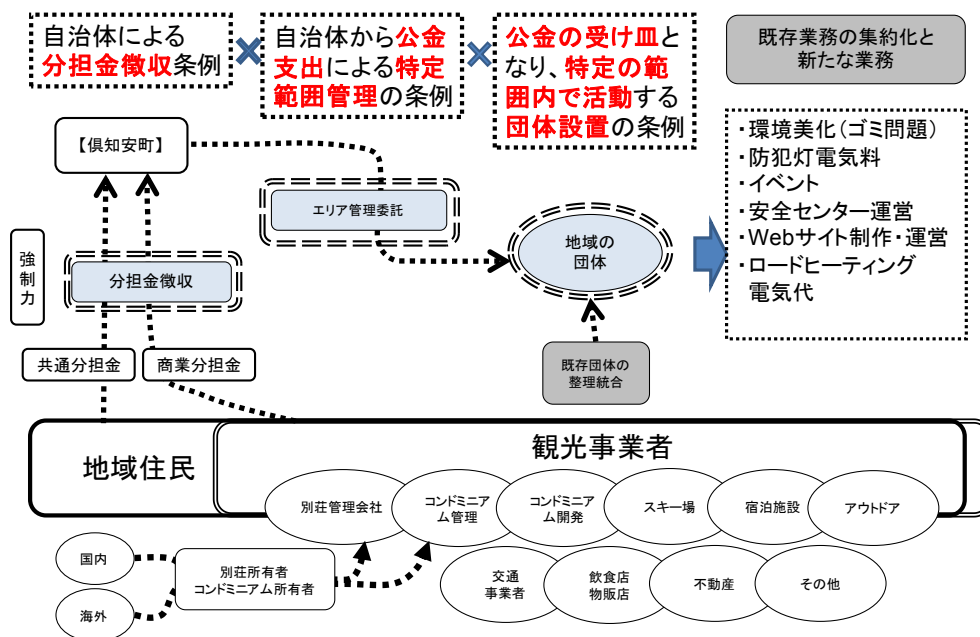 自治体による
分担金徴収条例
×
自治体から公金
支出による特定
範囲管理の条例
×
公金の受け皿と
なり、特定の範
囲内で活動する
団体設置の条例
既存業務の集約化と
新たな業務
・環境美化（ゴミ問題）
・防犯灯電気料
・イベント
・安全センター運営
・Webサイト制作・運営
・ロードヒーティング
電気代
【倶知安町】
エリア管理委託
地域の
団体
強制力
分担金徴収
共通分担金
商業分担金
既存団体の
整理統合
地域住民
観光事業者
別荘管理会社
コンドミニア
ム管理
コンドミニア
ム開発
スキー場
宿泊施設
アウトドア
国内
海外
別荘所有者
コンドミニアム所有者
交通
事業者
飲食店
物販店
不動産
その他